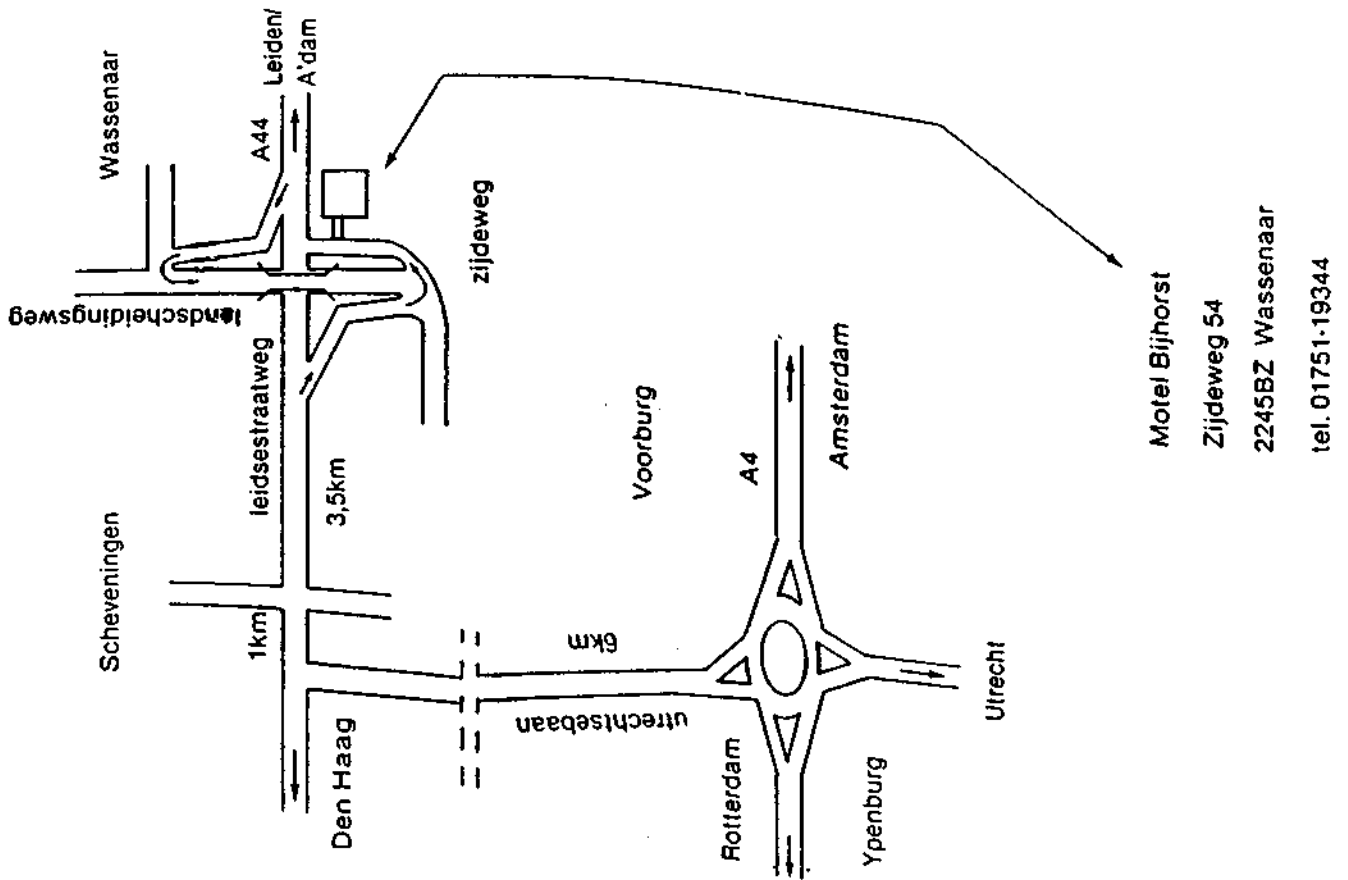 Wassenaar
A44
Leiden/
A'dam
landscheidingsweg
leidsestraatweg
zijdeweg
Scheveningen
1km
3,5km
Den Haag
6km
utrechtsebaan
Voorburg
A4
Amsterdam
Rotterdam
Ypenburg
Utrecht
Motel Bijhorst
Zijdeweg 54
2245BZ Wassenaar
tel. 01751-19344